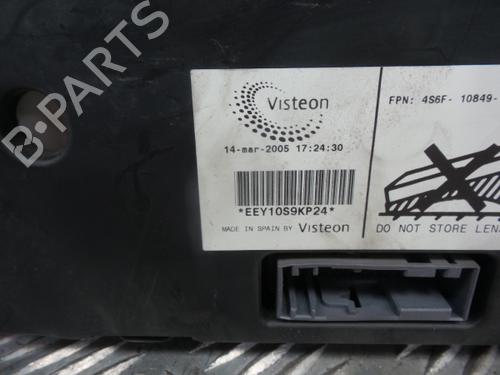 B-PARTS
Visteon
FPN: 4S6F- 10849-
14-mar-2005 17:24:30
*EEY10S9KP24*
MADE IN SPAIN BY Visteon
DO NOT STORE LENS